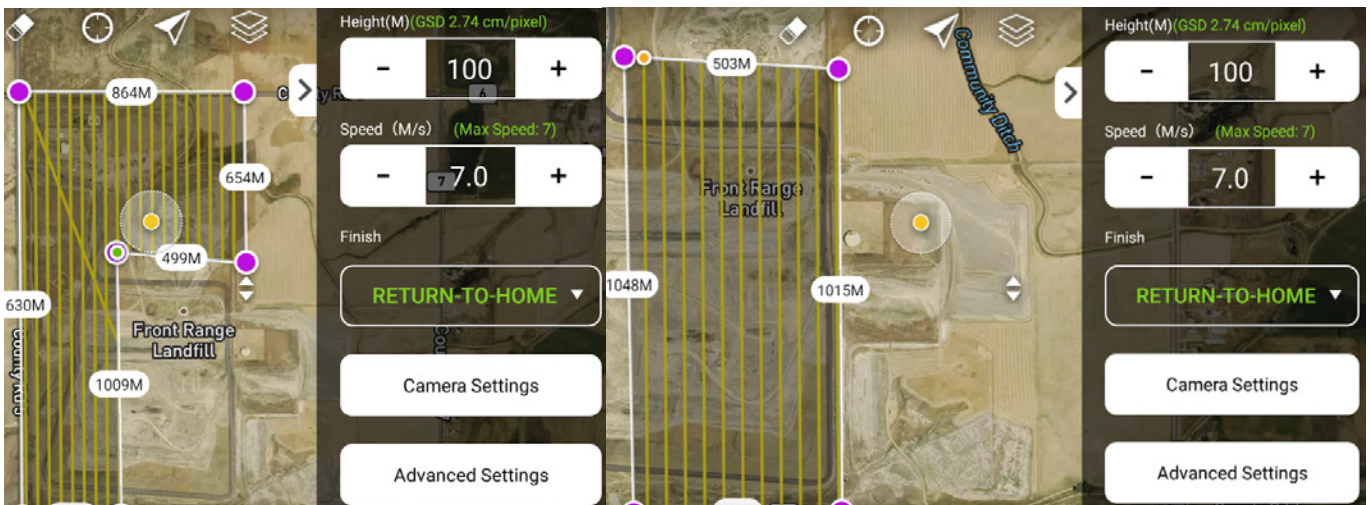 Height(M)(GSD 2.74 cm/pixel)
- 100 +
6
Speed (M/s) (Max Speed: 7)
- 7.0 +
7
Finish
RETURN-TO-HOME
Camera Settings
Advanced Settings
864M
654M
499M
630M
Front Range
Landfill
1009M
Height(M)(GSD 2.74 cm/pixel)
- 100 +
Speed (M/s) (Max Speed: 7)
- 7.0 +
Finish
RETURN-TO-HOME
Camera Settings
Advanced Settings
503M
Community Ditch
Front Range
Landfill
1048M
1015M